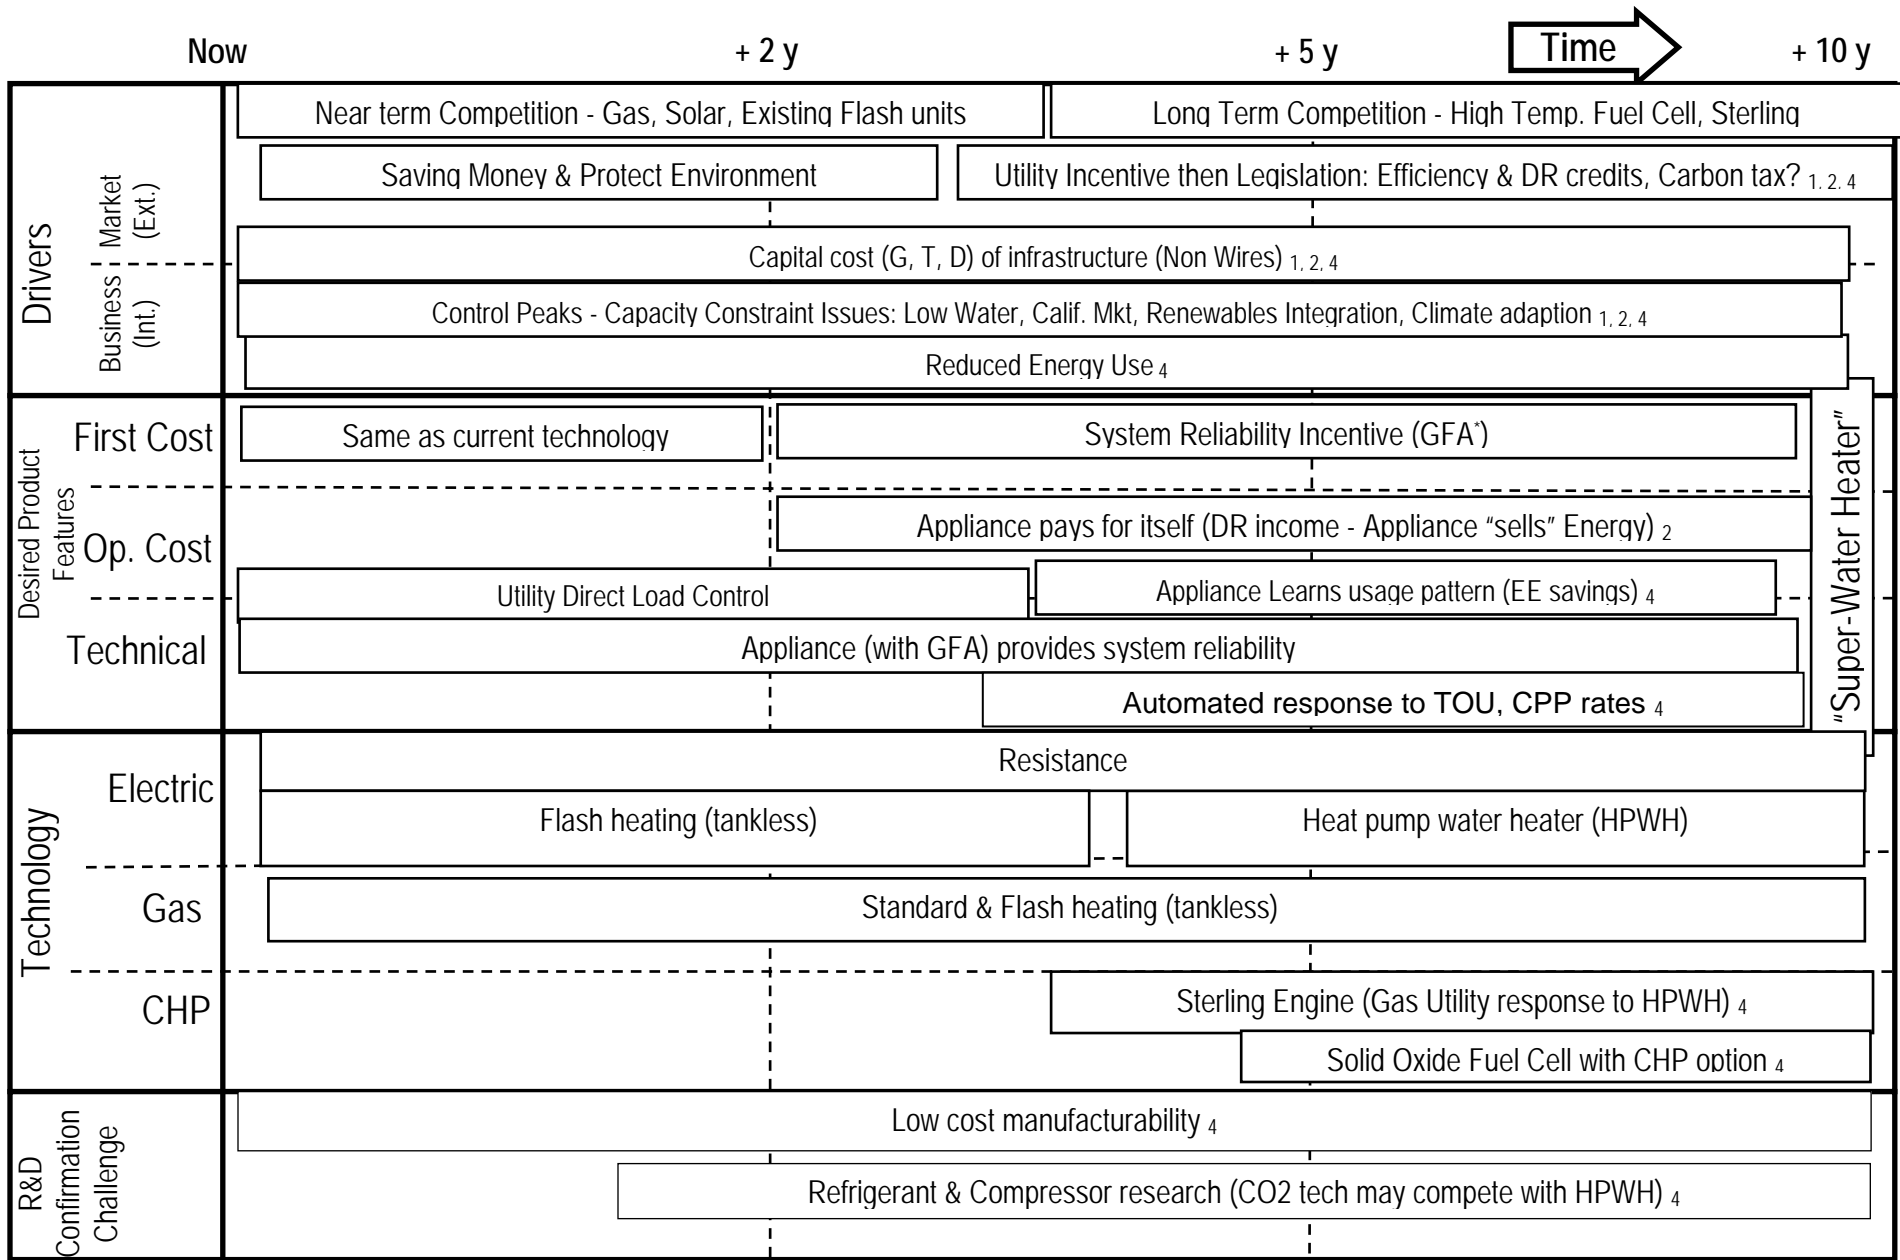 Now
+ 2 y
+ 5 y
Time
+ 10 y
Drivers
Market
(Ext.)
Near term Competition - Gas, Solar, Existing Flash units
Long Term Competition - High Temp. Fuel Cell, Sterling
Saving Money & Protect Environment
Utility Incentive then Legislation: Efficiency & DR credits, Carbon tax? 1, 2, 4
Capital cost (G, T, D) of infrastructure (Non Wires) 1, 2, 4
Business
(Int.)
Control Peaks - Capacity Constraint Issues: Low Water, Calif. Mkt, Renewables Integration, Climate adaption 1, 2, 4
Reduced Energy Use 4
Desired Product
Features
First Cost
Same as current technology
System Reliability Incentive (GFA*)
"Super-Water Heater"
Op. Cost
Appliance pays for itself (DR income - Appliance “sells” Energy) 2
Utility Direct Load Control
Appliance Learns usage pattern (EE savings) 4
Technical
Appliance (with GFA) provides system reliability
Automated response to TOU, CPP rates 4
Technology
Electric
Resistance
Flash heating (tankless)
Heat pump water heater (HPWH)
Gas
Standard & Flash heating (tankless)
CHP
Sterling Engine (Gas Utility response to HPWH) 4
Solid Oxide Fuel Cell with CHP option 4
R&D
Confirmation
Challenge
Low cost manufacturability 4
Refrigerant & Compressor research (CO2 tech may compete with HPWH) 4